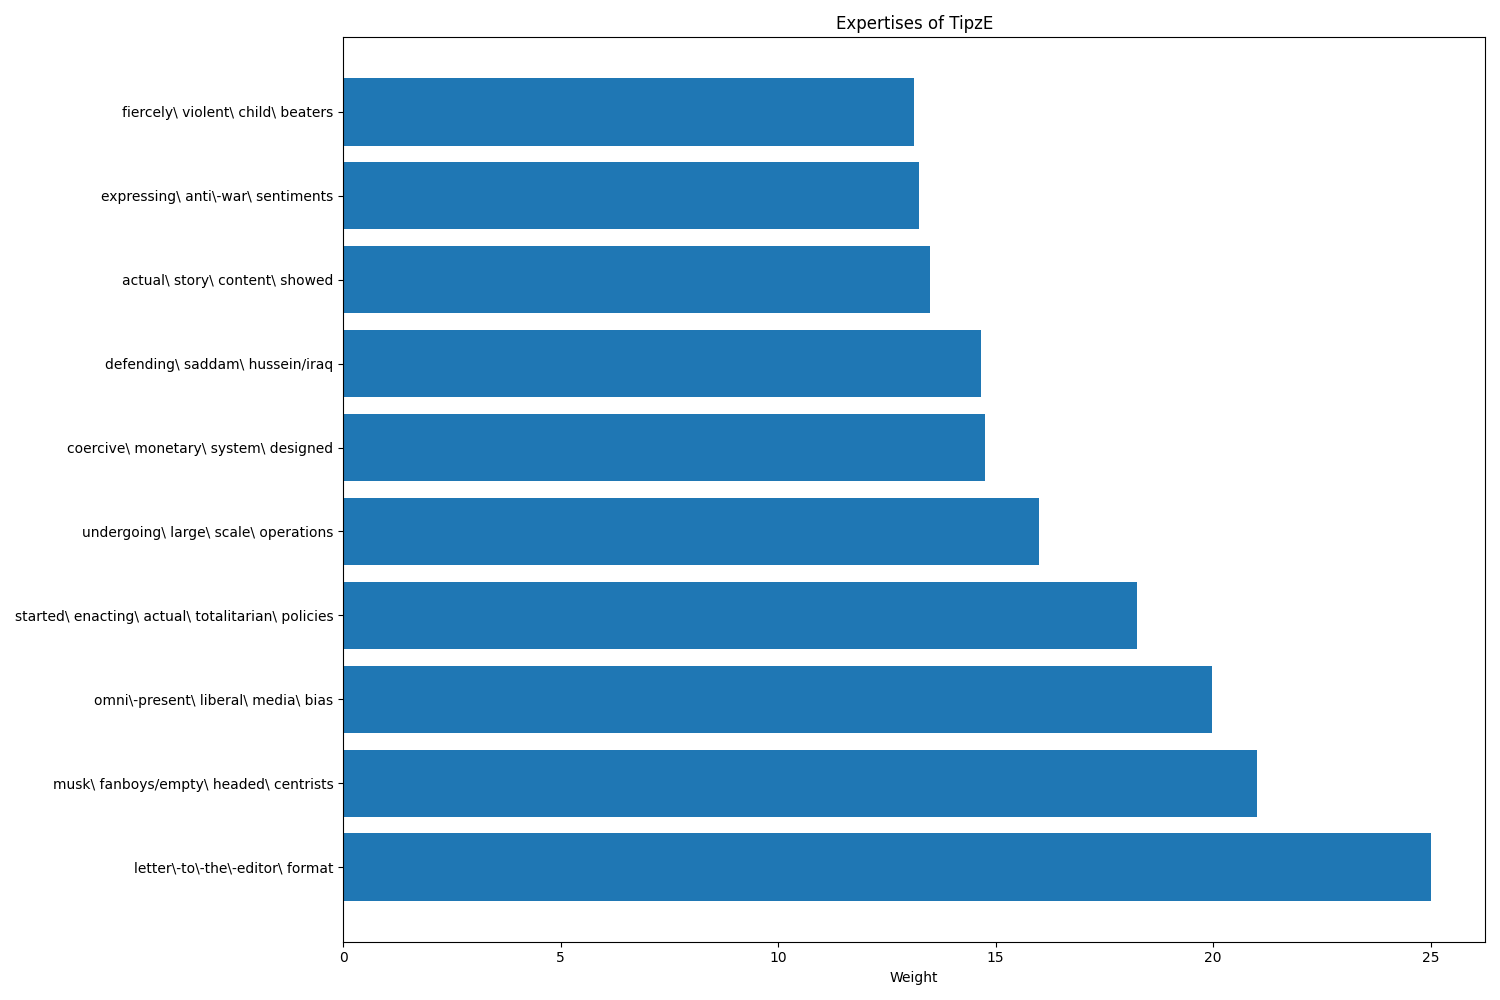 Expertises of TipzE
fiercely\ violent\ child\ beaters
expressing\ anti\-war\ sentiments
actual\ story\ content\ showed
defending\ saddam\ hussein/iraq
coercive\ monetary\ system\ designed
undergoing\ large\ scale\ operations
started\ enacting\ actual\ totalitarian\ policies
omni\-present\ liberal\ media\ bias
musk\ fanboys/empty\ headed\ centrists
letter\-to\-the\-editor\ format
0 5 10 15 20 25
Weight